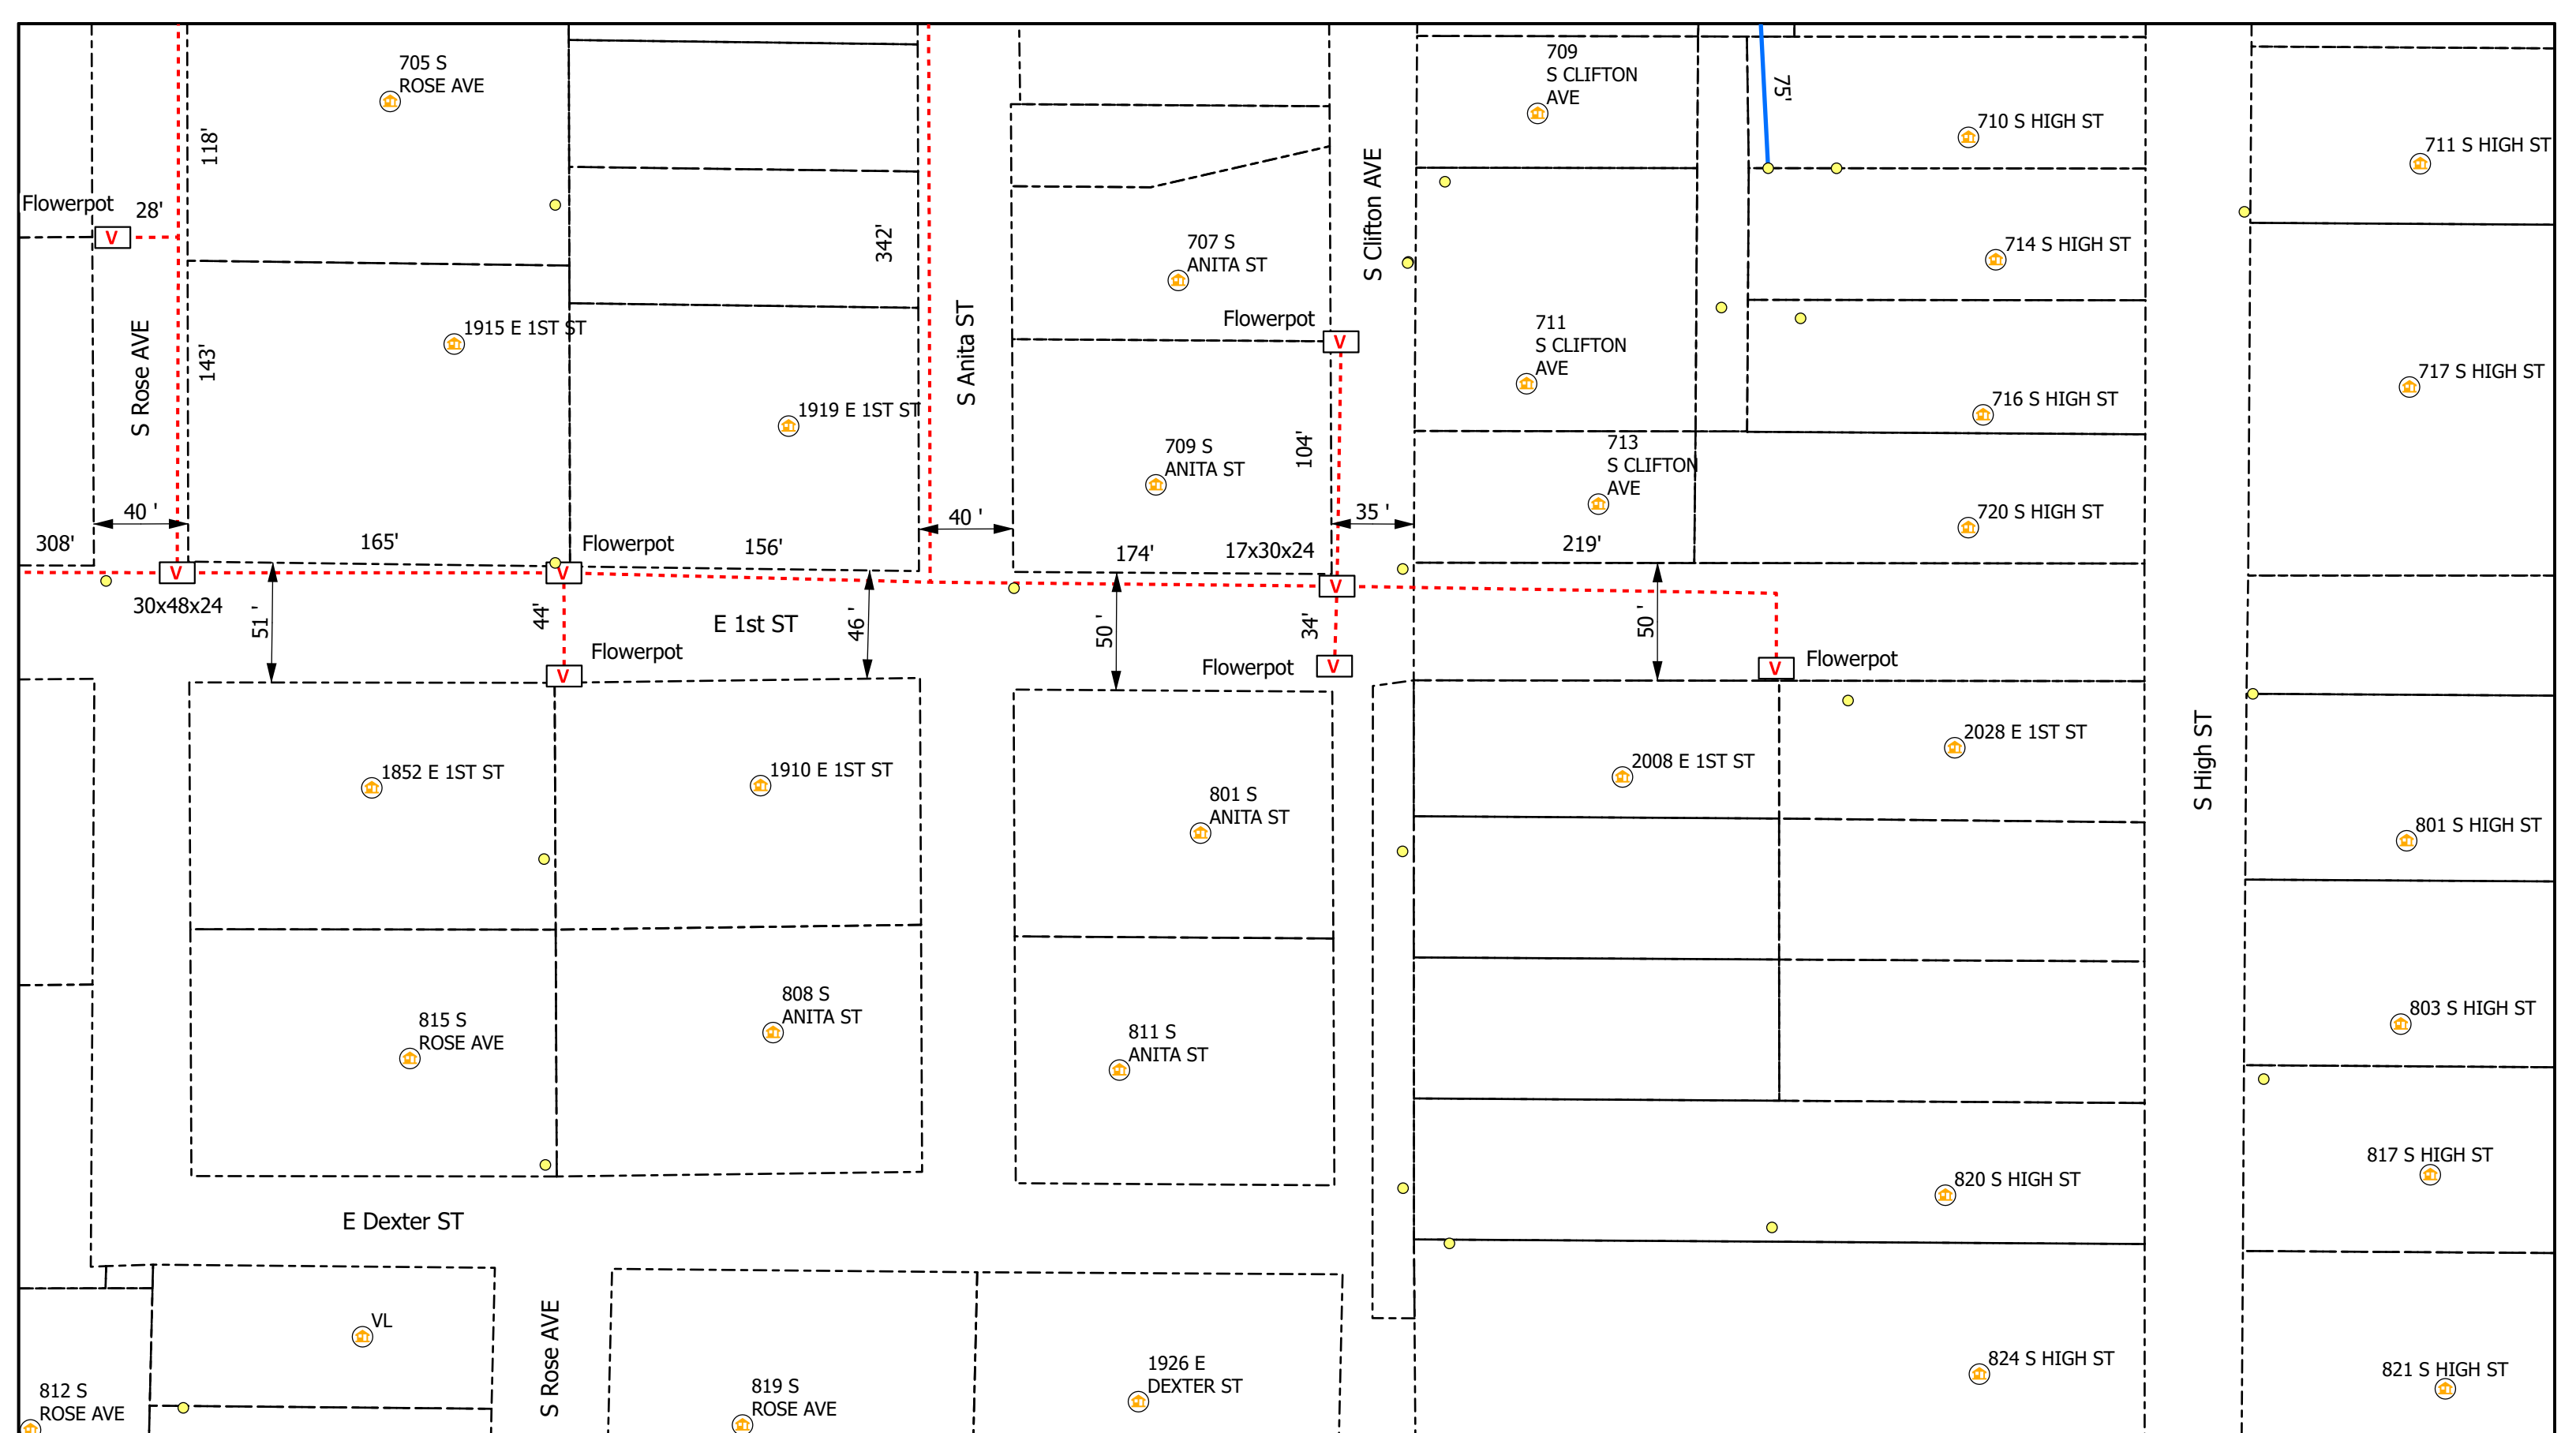 705 S
ROSE AVE
118'
Flowerpot
28'
342'
709
S CLIFTON
AVE
75'
710 S HIGH ST
711 S HIGH ST
S Clifton AVE
707 S
ANITA ST
714 S HIGH ST
Flowerpot
1915 E 1ST ST
S Rose AVE
143'
S Anita ST
711
S CLIFTON
AVE
717 S HIGH ST
716 S HIGH ST
1919 E 1ST ST
709 S
ANITA ST
104'
713
S CLIFTON
AVE
720 S HIGH ST
40 '
40 '
35 '
308'
165'
Flowerpot
156'
174'
17x30x24
219'
30x48x24
51 '
44'
E 1st ST
46 '
50 '
34'
50 '
Flowerpot
Flowerpot
Flowerpot
V
V
V
V
V
V
V
V
1852 E 1ST ST
1910 E 1ST ST
801 S
ANITA ST
2008 E 1ST ST
2028 E 1ST ST
S High ST
801 S HIGH ST
815 S
ROSE AVE
808 S
ANITA ST
811 S
ANITA ST
803 S HIGH ST
817 S HIGH ST
820 S HIGH ST
E Dexter ST
VL
S Rose AVE
812 S
ROSE AVE
819 S
ROSE AVE
1926 E
DEXTER ST
824 S HIGH ST
821 S HIGH ST